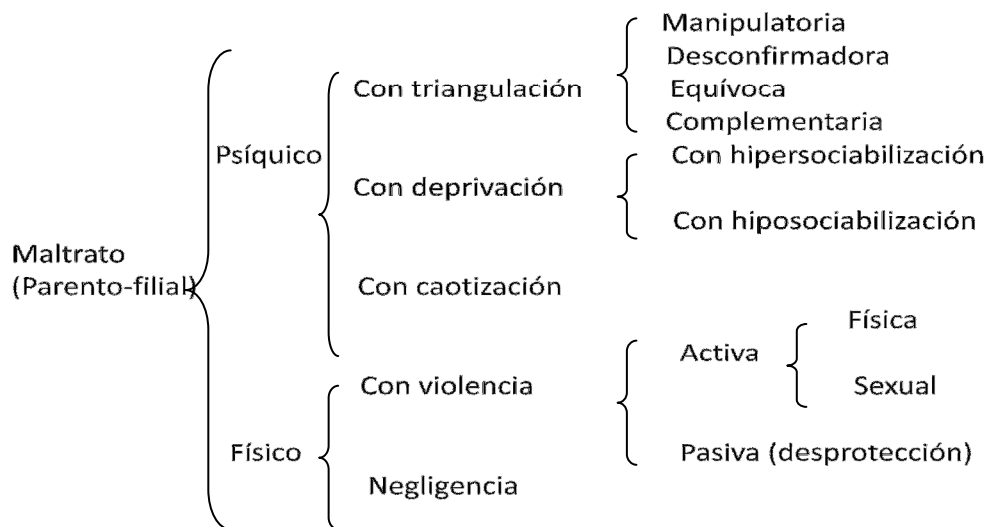 Manipulatoria
Desconfirmadora
Con triangulación
Equívoca
Complementaria
Psíquico
Con hipersociabilización
Con deprivación
Con hiposociabilización
Maltrato
(Parento-filial)
Con caotización
Física
Activa
Con violencia
Sexual
Físico
Pasiva (desprotección)
Negligencia